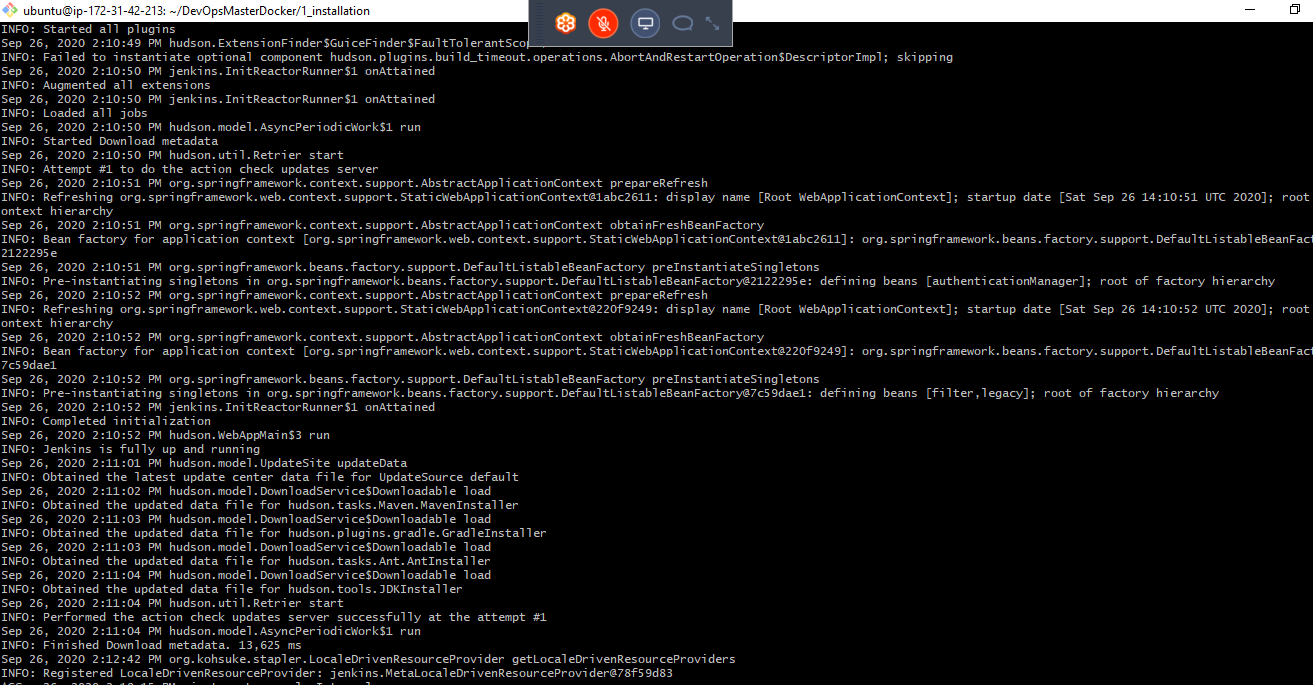 ubuntu@ip-172-31-42-213: ~/DevOpsMasterDocker/1_installation
INFO: Started all plugins
Sep 26, 2020 2:10:49 PM hudson.ExtensionFinder$GuiceFinder$FaultTolerantScop
INFO: Failed to instantiate optional component hudson.plugins.build_timeout.operations.AbortAndRestartOperation$DescriptorImpl; skipping
Sep 26, 2020 2:10:50 PM jenkins.InitReactorRunner$1 onAttained
INFO: Augmented all extensions
Sep 26, 2020 2:10:50 PM jenkins.InitReactorRunner$1 onAttained
INFO: Loaded all jobs
Sep 26, 2020 2:10:50 PM hudson.model.AsyncPeriodicWork$1 run
INFO: Started Download metadata
Sep 26, 2020 2:10:50 PM hudson.util.Retrier start
INFO: Attempt #1 to do the action check updates server
Sep 26, 2020 2:10:51 PM org.springframework.context.support.AbstractApplicationContext prepareRefresh
INFO: Refreshing org.springframework.web.context.support.StaticWebApplicationContext@1abc2611: display name [Root WebApplicationContext]; startup date [Sat Sep 26 14:10:51 UTC 2020]; root
ontext hierarchy
Sep 26, 2020 2:10:51 PM org.springframework.context.support.AbstractApplicationContext obtainFreshBeanFactory
INFO: Bean factory for application context [org.springframework.web.context.support.StaticWebApplicationContext@1abc2611]: org.springframework.beans.factory.support.DefaultListableBeanFact
2122295e
Sep 26, 2020 2:10:51 PM org.springframework.beans.factory.support.DefaultListableBeanFactory preInstantiateSingletons
INFO: Pre-instantiating singletons in org.springframework.beans.factory.support.DefaultListableBeanFactory@2122295e: defining beans [authenticationManager]; root of factory hierarchy
Sep 26, 2020 2:10:52 PM org.springframework.context.support.AbstractApplicationContext prepareRefresh
INFO: Refreshing org.springframework.web.context.support.StaticWebApplicationContext@220f9249: display name [Root WebApplicationContext]; startup date [Sat Sep 26 14:10:52 UTC 2020]; root
ontext hierarchy
Sep 26, 2020 2:10:52 PM org.springframework.context.support.AbstractApplicationContext obtainFreshBeanFactory
INFO: Bean factory for application context [org.springframework.web.context.support.StaticWebApplicationContext@220f9249]: org.springframework.beans.factory.support.DefaultListableBeanFact
7c59dae1
Sep 26, 2020 2:10:52 PM org.springframework.beans.factory.support.DefaultListableBeanFactory preInstantiateSingletons
INFO: Pre-instantiating singletons in org.springframework.beans.factory.support.DefaultListableBeanFactory@7c59dae1: defining beans [filter,legacy]; root of factory hierarchy
Sep 26, 2020 2:10:52 PM jenkins.InitReactorRunner$1 onAttained
INFO: Completed initialization
Sep 26, 2020 2:10:52 PM hudson.WebAppMain$3 run
INFO: Jenkins is fully up and running
Sep 26, 2020 2:11:01 PM hudson.model.UpdateSite updateData
INFO: Obtained the latest update center data file for UpdateSource default
Sep 26, 2020 2:11:02 PM hudson.model.DownloadService$Downloadable load
INFO: Obtained the updated data file for hudson.tasks.Maven.MavenInstaller
Sep 26, 2020 2:11:03 PM hudson.model.DownloadService$Downloadable load
INFO: Obtained the updated data file for hudson.plugins.gradle.GradleInstaller
Sep 26, 2020 2:11:03 PM hudson.model.DownloadService$Downloadable load
INFO: Obtained the updated data file for hudson.tasks.Ant.AntInstaller
Sep 26, 2020 2:11:04 PM hudson.model.DownloadService$Downloadable load
INFO: Obtained the updated data file for hudson.tools.JDKInstaller
Sep 26, 2020 2:11:04 PM hudson.util.Retrier start
INFO: Performed the action check updates server successfully at the attempt #1
Sep 26, 2020 2:11:04 PM hudson.model.AsyncPeriodicWork$1 run
INFO: Finished Download metadata. 13,625 ms
Sep 26, 2020 2:12:42 PM org.kohsuke.stapler.LocaleDrivenResourceProvider getLocaleDrivenResourceProviders
INFO: Registered LocaleDrivenResourceProvider: jenkins.MetaLocaleDrivenResourceProvider@78f59d83